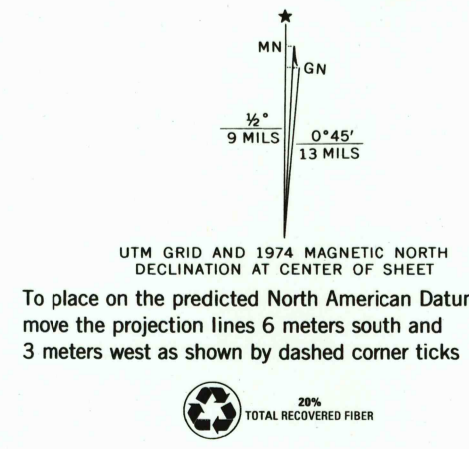 MN
GN
½°
9 MILS
0°45′
13 MILS
UTM GRID AND 1974 MAGNETIC NORTH
DECLINATION AT CENTER OF SHEET
To place on the predicted North American Datu
move the projection lines 6 meters south and
3 meters west as shown by dashed corner ticks
20%
TOTAL RECOVERED FIBER